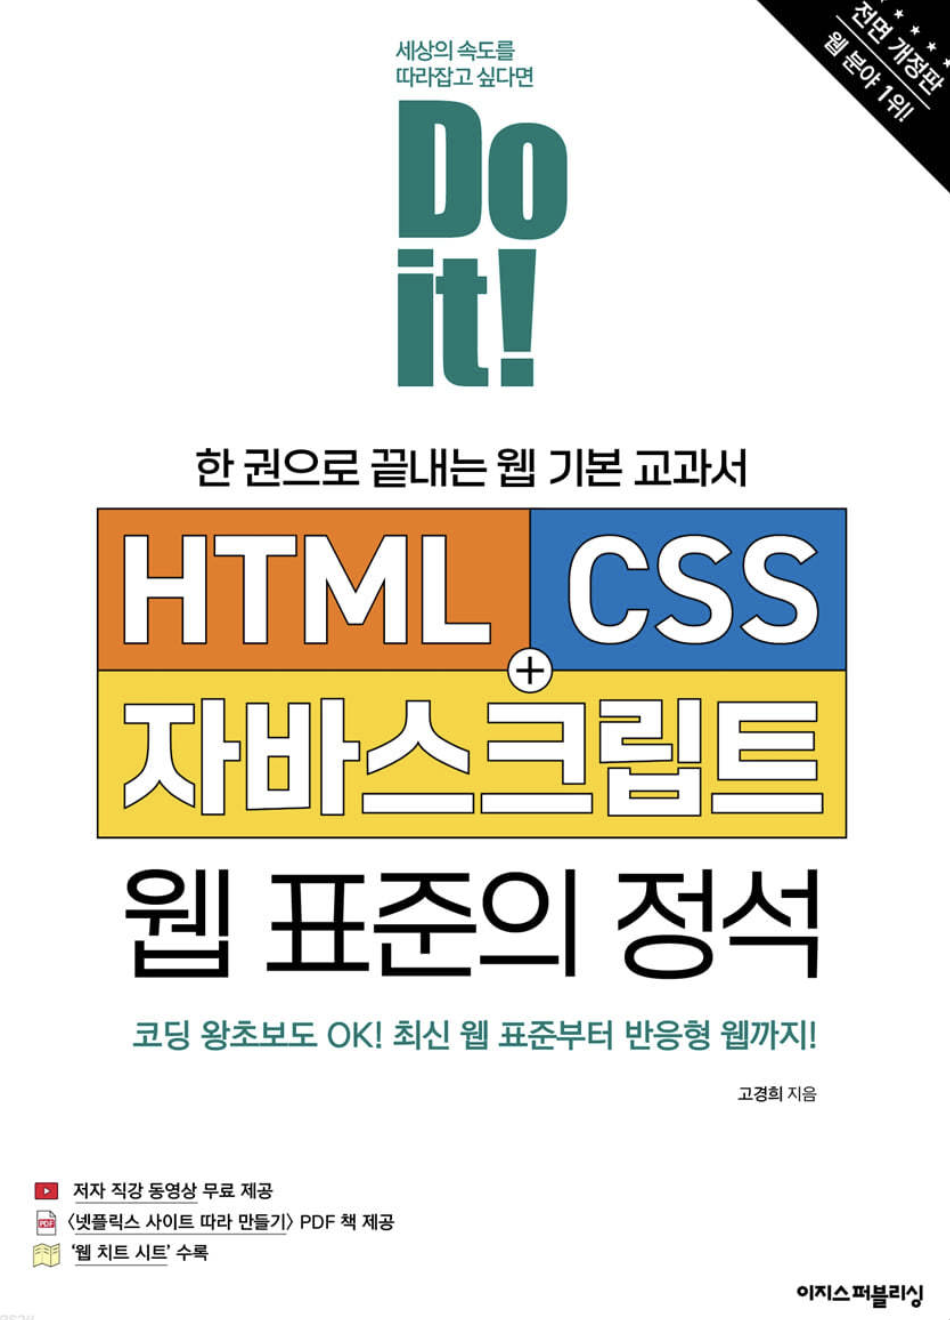 전면 개정판
웹 분야 1위!
세상의 속도를
따라잡고 싶다면
Do
it!
한 권으로 끝내는 웹 기본 교과서
HTML CSS
+
자바스크립트
웹 표준의 정석
코딩 왕초보도 OK! 최신 웹 표준부터 반응형 웹까지!
고경희 지음
저자 직강 동영상 무료 제공
PDF 〈넷플릭스 사이트 따라 만들기〉 PDF 책 제공
‘웹 치트 시트’ 수록
이지스퍼블리싱